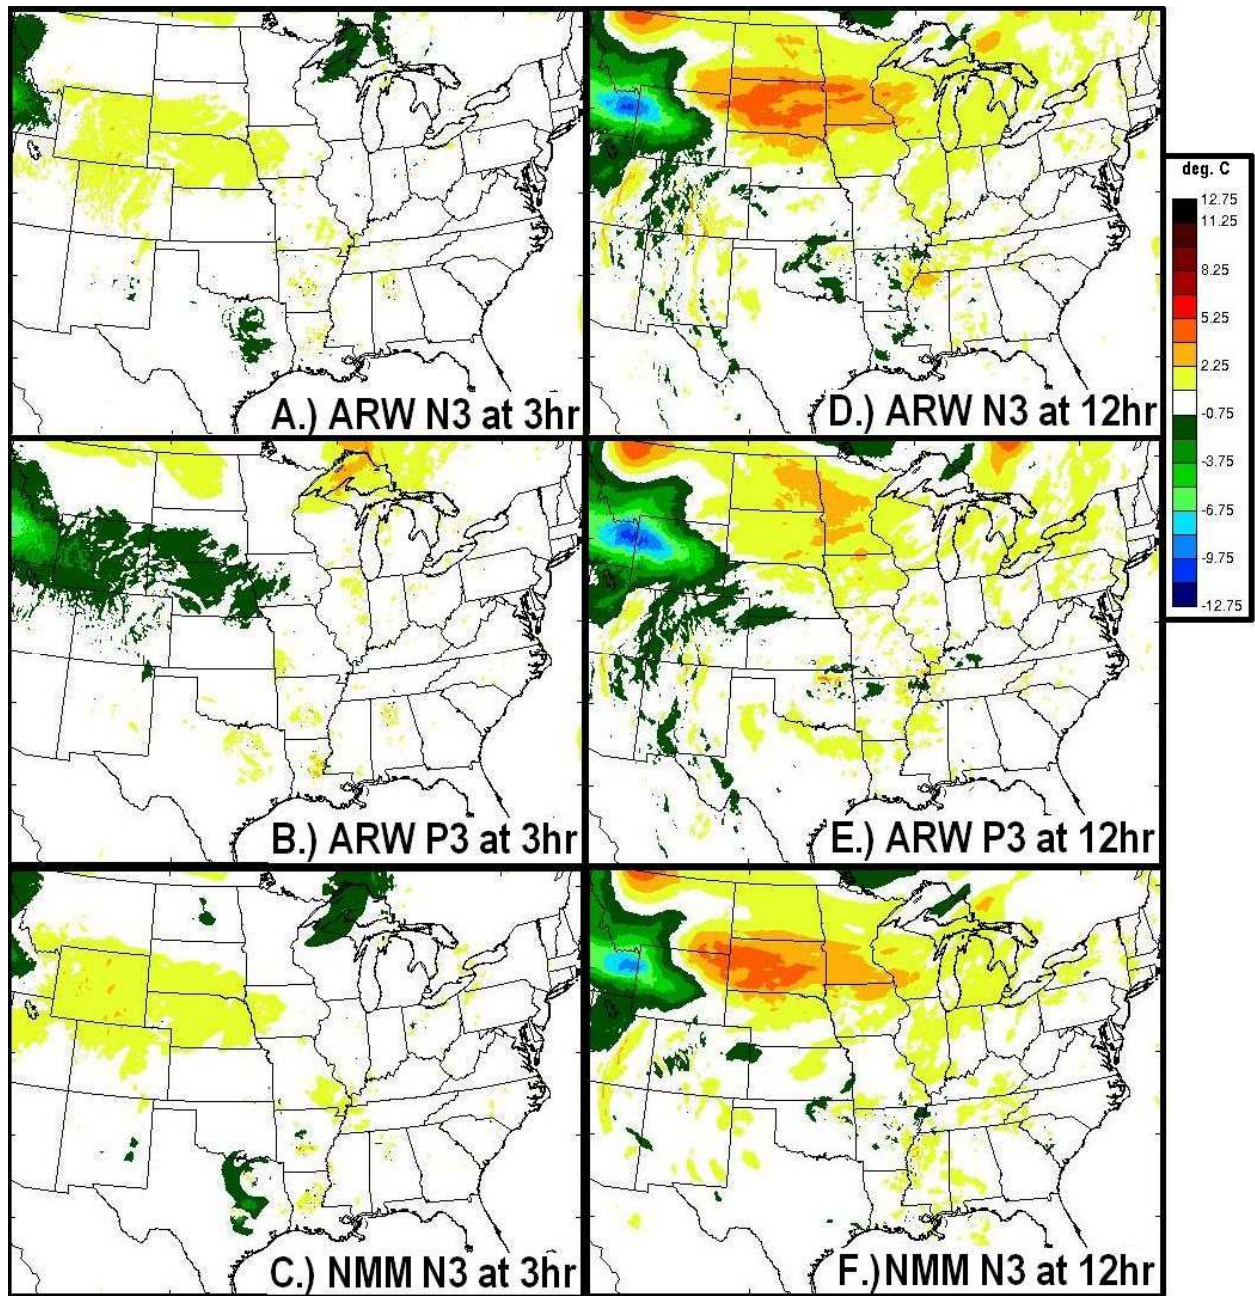 A.) ARW N3 at 3hr
D.) ARW N3 at 12hr
deg. C
12.75
11.25
8.25
5.25
2.25
-0.75
-3.75
-6.75
-9.75
-12.75
B.) ARW P3 at 3hr
E.) ARW P3 at 12hr
C.) NMM N3 at 3hr
F.) NMM N3 at 12hr